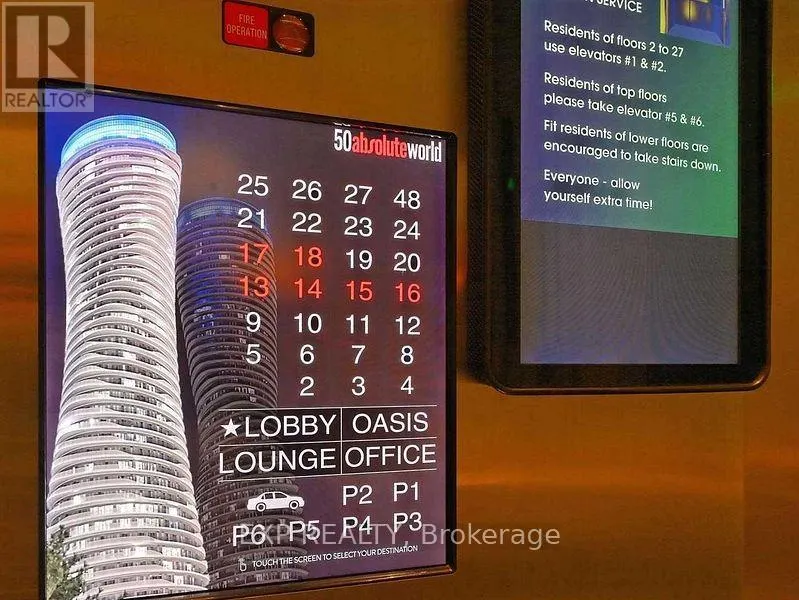 FIRE
OPERATION
REALTOR®
SERVICE
Residents of floors 2 to 27
use elevators #1 & #2.
Residents of top floors
please take elevator #5 & #6.
Fit residents of lower floors are
encouraged to take stairs down.
Everyone - allow
yourself extra time!
50absoluteworld
25 26 27 48
21 22 23 24
17 18 19 20
13 14 15 16
9 10 11 12
5 6 7 8
2 3 4
★LOBBY OASIS
LOUNGE OFFICE
P2 P1
P6 P5 P4 P3
EXP REALTY, Brokerage
TOUCH THE SCREEN TO SELECT YOUR DESTINATION